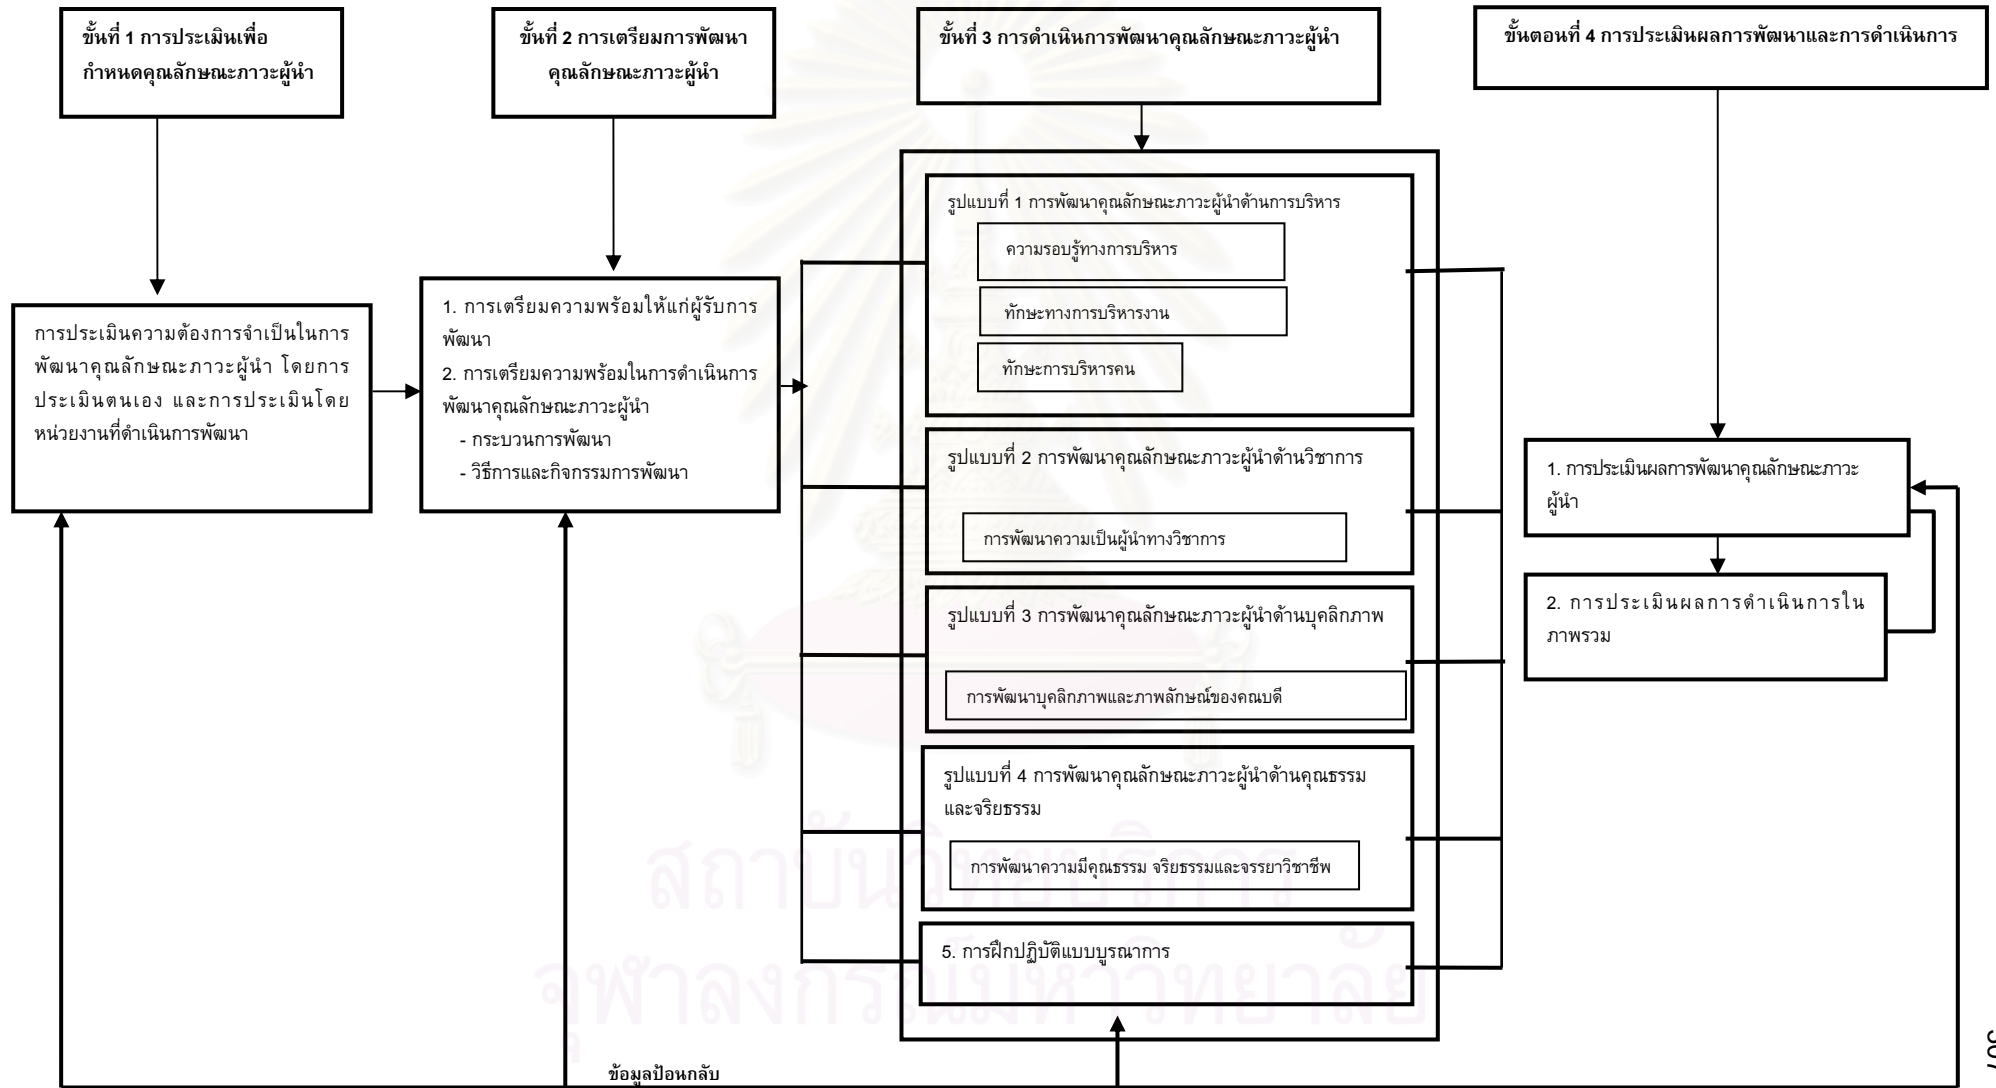 ขั้นที่ 1 การประเมินเพื่อ
กำหนดคุณลักษณะภาวะผู้นำ
ขั้นที่ 2 การเตรียมการพัฒนา
คุณลักษณะภาวะผู้นำ
ขั้นที่ 3 การดำเนินการพัฒนาคุณลักษณะภาวะผู้นำ
ขั้นตอนที่ 4 การประเมินผลการพัฒนาและการดำเนินการ
การประเมินความต้องการจำเป็นในการ
พัฒนาคุณลักษณะภาวะผู้นำ โดยการ
ประเมินตนเอง และการประเมินโดย
หน่วยงานที่ดำเนินการพัฒนา
1. การเตรียมความพร้อมให้แก่ผู้รับการ
พัฒนา
2. การเตรียมความพร้อมในการดำเนินการ
พัฒนาคุณลักษณะภาวะผู้นำ
- กระบวนการพัฒนา
- วิธีการและกิจกรรมการพัฒนา
รูปแบบที่ 1 การพัฒนาคุณลักษณะภาวะผู้นำด้านการบริหาร
ความรอบรู้ทางการบริหาร
ทักษะทางการบริหารงาน
ทักษะการบริหารคน
รูปแบบที่ 2 การพัฒนาคุณลักษณะภาวะผู้นำด้านวิชาการ
การพัฒนาความเป็นผู้นำทางวิชาการ
รูปแบบที่ 3 การพัฒนาคุณลักษณะภาวะผู้นำด้านบุคลิกภาพ
การพัฒนาบุคลิกภาพและภาพลักษณ์ของคณบดี
รูปแบบที่ 4 การพัฒนาคุณลักษณะภาวะผู้นำด้านคุณธรรม
และจริยธรรม
การพัฒนาความมีคุณธรรม จริยธรรมและจรรยาวิชาชีพ
5. การฝึกปฏิบัติแบบบูรณาการ
1. การประเมินผลการพัฒนาคุณลักษณะภาวะ
ผู้นำ
2. การประเมินผลการดำเนินการใน
ภาพรวม
ข้อมูลป้อนกลับ
สถาบันวิทยบริการ
จุฬาลงกรณ์มหาวิทยาลัย